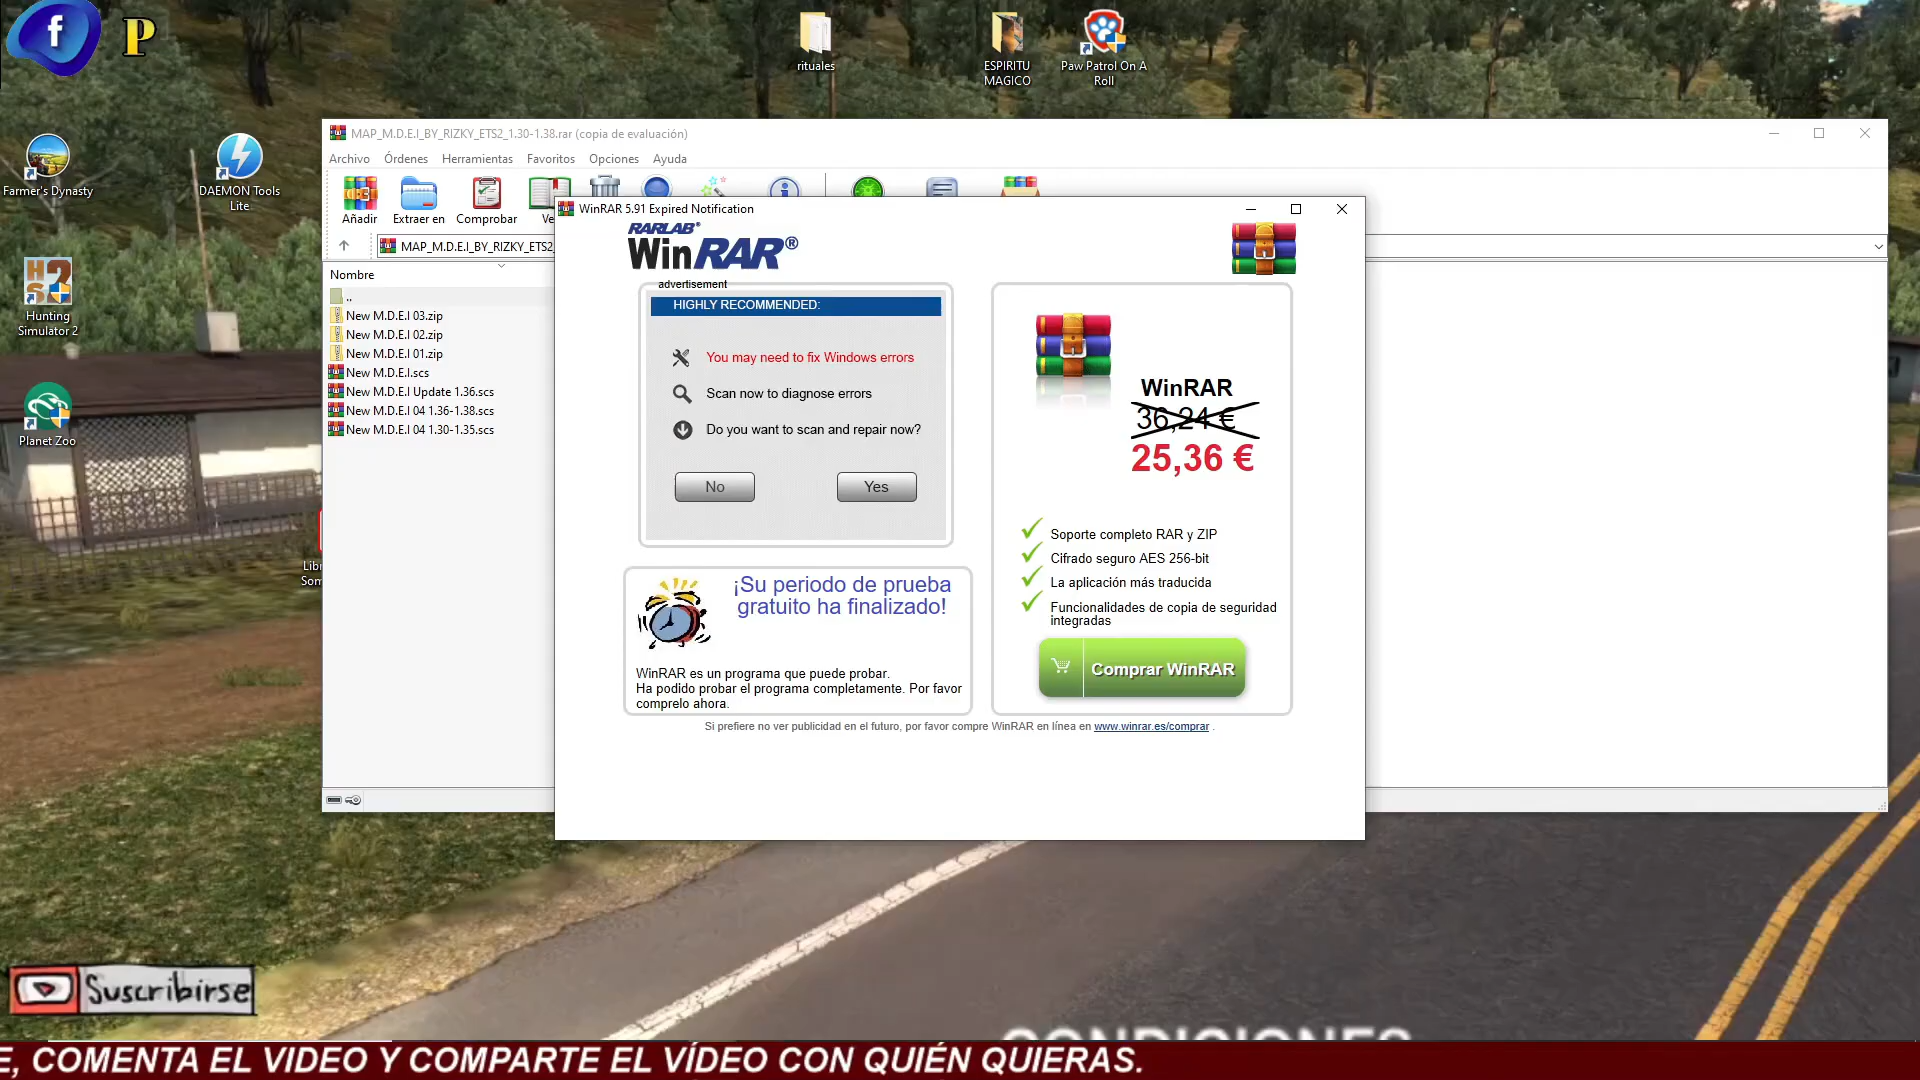 f
P
rituales
ESPIRITU
MAGICO
Paw Patrol On A
Roll
Farmer's Dynasty
DAEMON Tools
Lite
Hunting
Simulator 2
Planet Zoo
MAP_M.D.E.I_BY_RIZKY_ETS2_1.30-1.38.rar (copia de evaluación)
Archivo Órdenes Herramientas Favoritos Opciones Ayuda
Añadir Extraer en Comprobar
MAP_M.D.E.I_BY_RIZKY_ETS2_
Nombre
..
New M.D.E.I 03.zip
New M.D.E.I 02.zip
New M.D.E.I 01.zip
New M.D.E.I.scs
New M.D.E.I Update 1.36.scs
New M.D.E.I 04 1.36-1.38.scs
New M.D.E.I 04 1.30-1.35.scs
WinRAR 5.91 Expired Notification
RARLAB®
WinRAR®
advertisement
HIGHLY RECOMMENDED:
You may need to fix Windows errors
Scan now to diagnose errors
Do you want to scan and repair now?
No Yes
¡Su periodo de prueba
gratuito ha finalizado!
WinRAR es un programa que puede probar.
Ha podido probar el programa completamente. Por favor
comprelo ahora.
WinRAR
36,24 €
25,36 €
Soporte completo RAR y ZIP
Cifrado seguro AES 256-bit
La aplicación más traducida
Funcionalidades de copia de seguridad
integradas
Comprar WinRAR
Si prefiere no ver publicidad en el futuro, por favor compre WinRAR en línea en www.winrar.es/comprar .
Suscribirse
CONDICIONES
E, COMENTA EL VIDEO Y COMPARTE EL VÍDEO CON QUIÉN QUIERAS.